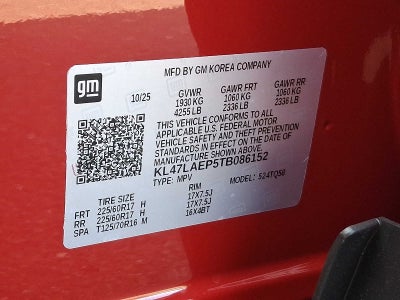 MFD BY GM KOREA COMPANY
gm
10/25
GVWR GAWR FRT GAWR RR
1930 KG 1060 KG 1060 KG
4255 LB 2336 LB 2336 LB
THIS VEHICLE CONFORMS TO ALL
APPLICABLE U.S. FEDERAL MOTOR
VEHICLE SAFETY AND THEFT PREVENTION
STANDARDS IN EFFECT ON THE DATE OF
MANUFACTURE SHOWN ABOVE.
KL47LAEP5TB086152
TYPE: MPV MODEL: 524TQ58
TIRE SIZE RIM
FRT 225/60R17 H 17X7.5J
RR 225/60R17 H 17X7.5J
SPA T125/70R16 M 16X4BT